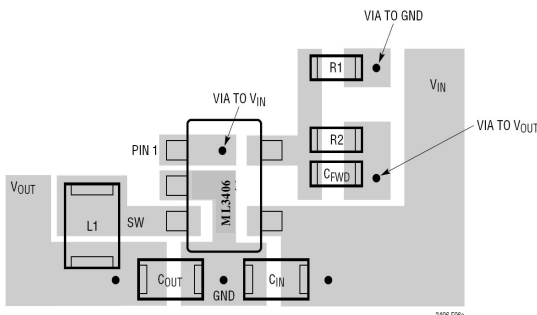 VIA TO GND
R1
VIN
VIA TO VIN
VIA TO VOUT
PIN 1
R2
CFWD
VOUT
ML3406
L1
SW
COUT
CIN
GND